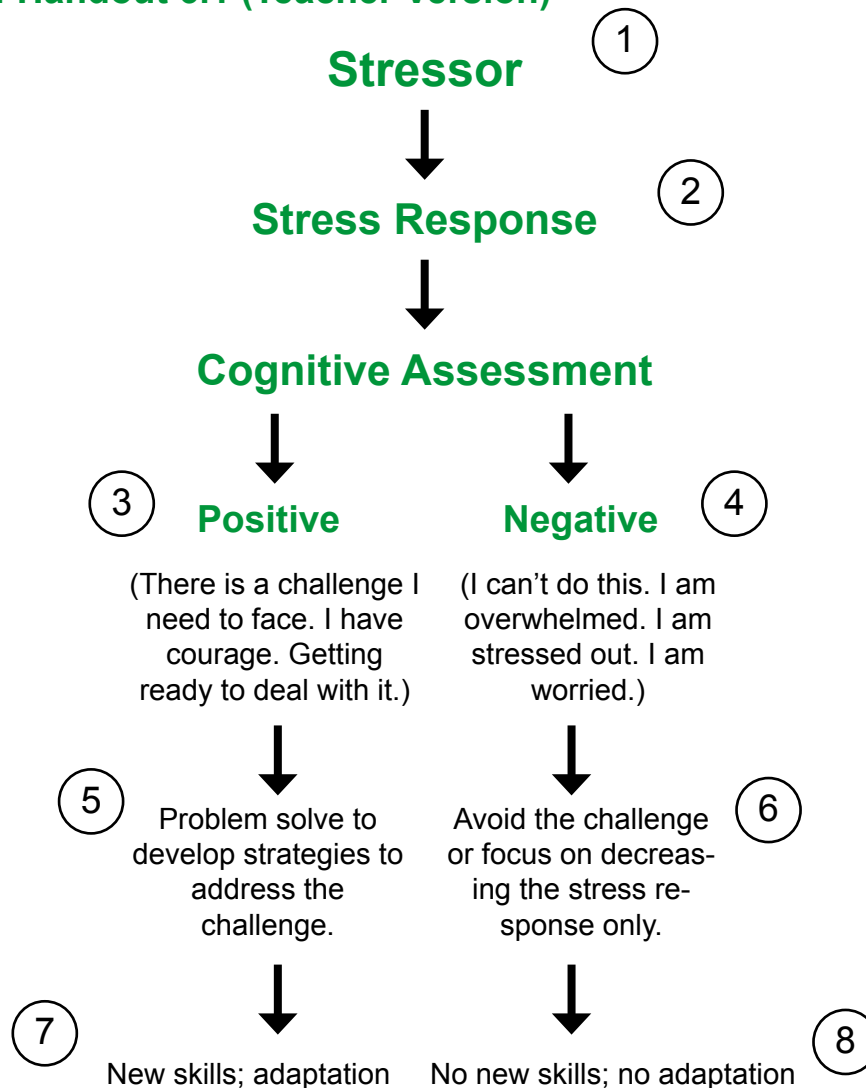 (Teacher Version)
1
Stressor
2
Stress Response
Cognitive Assessment
3
Positive
Negative
4
(There is a challenge I
need to face. I have
courage. Getting
ready to deal with it.)
(I can’t do this. I am
overwhelmed. I am
stressed out. I am
worried.)
5
Problem solve to
develop strategies to
address the
challenge.
Avoid the challenge
or focus on decreas-
ing the stress re-
sponse only.
6
7
New skills; adaptation
No new skills; no adaptation
8